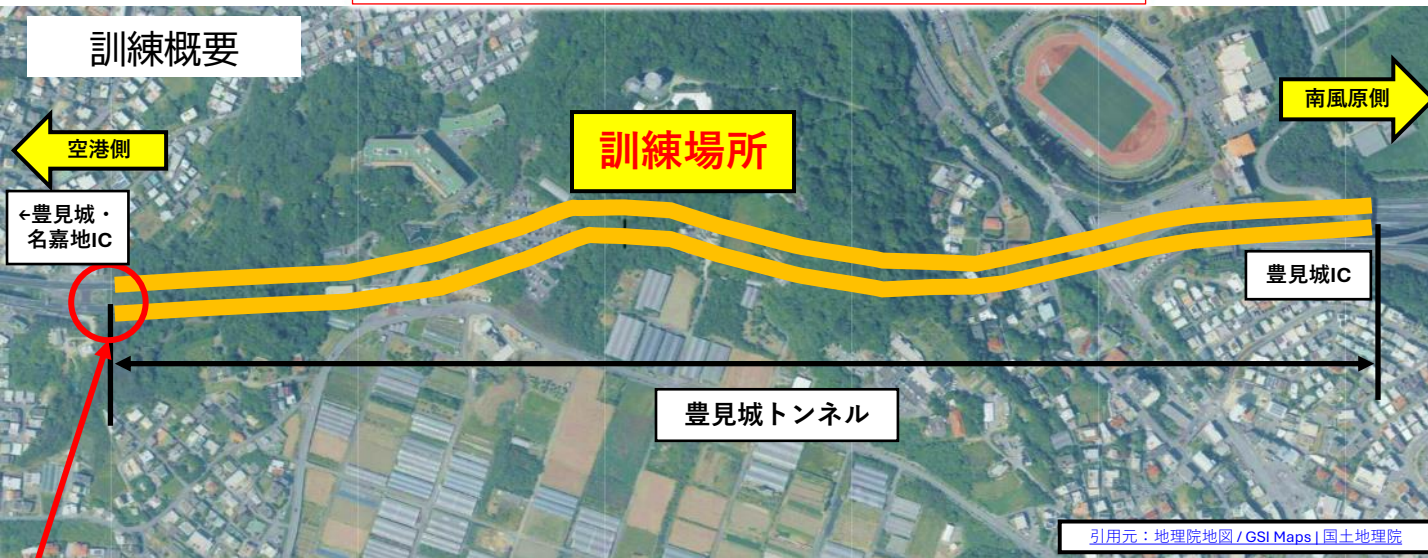 訓練概要
空港側
南風原側
訓練場所
←豊見城・
名嘉地IC
豊見城IC
豊見城トンネル
引用元：地理院地図 / GSI Maps | 国土地理院